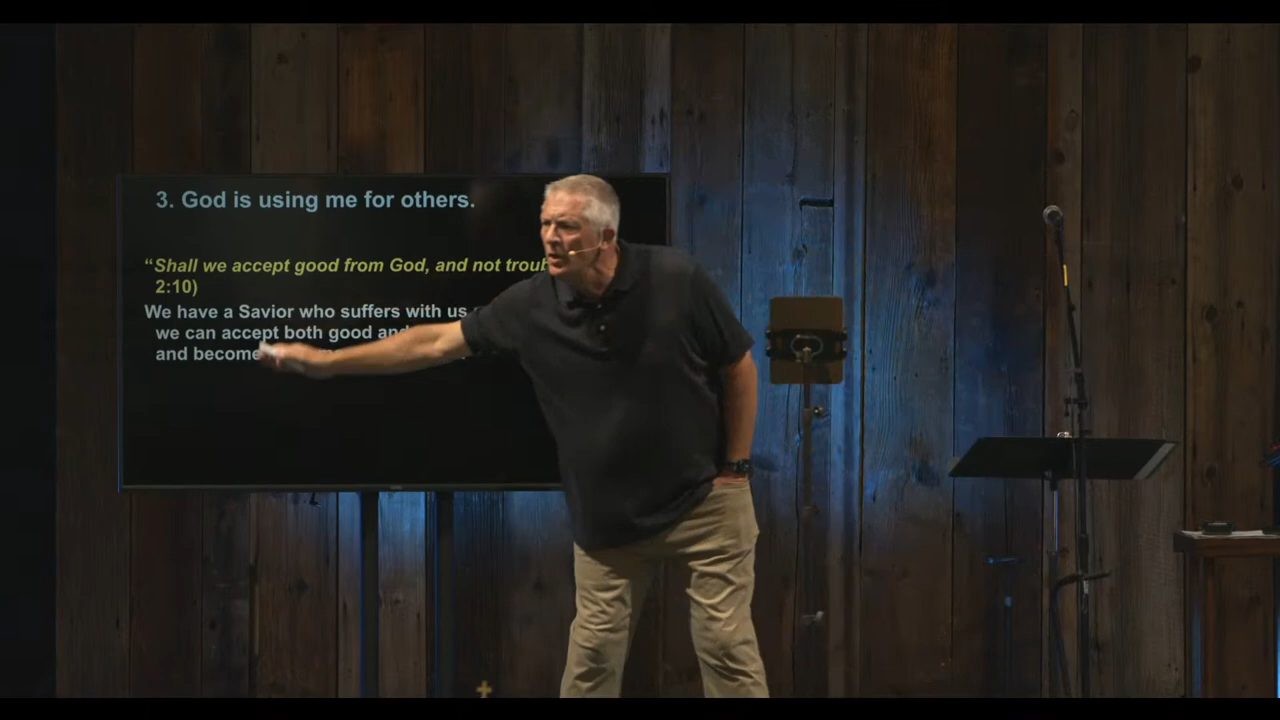 3. God is using me for others.
“Shall we accept good from God, and not
2:10)
We have a Savior who suffers with us
we can accept both good and
and become